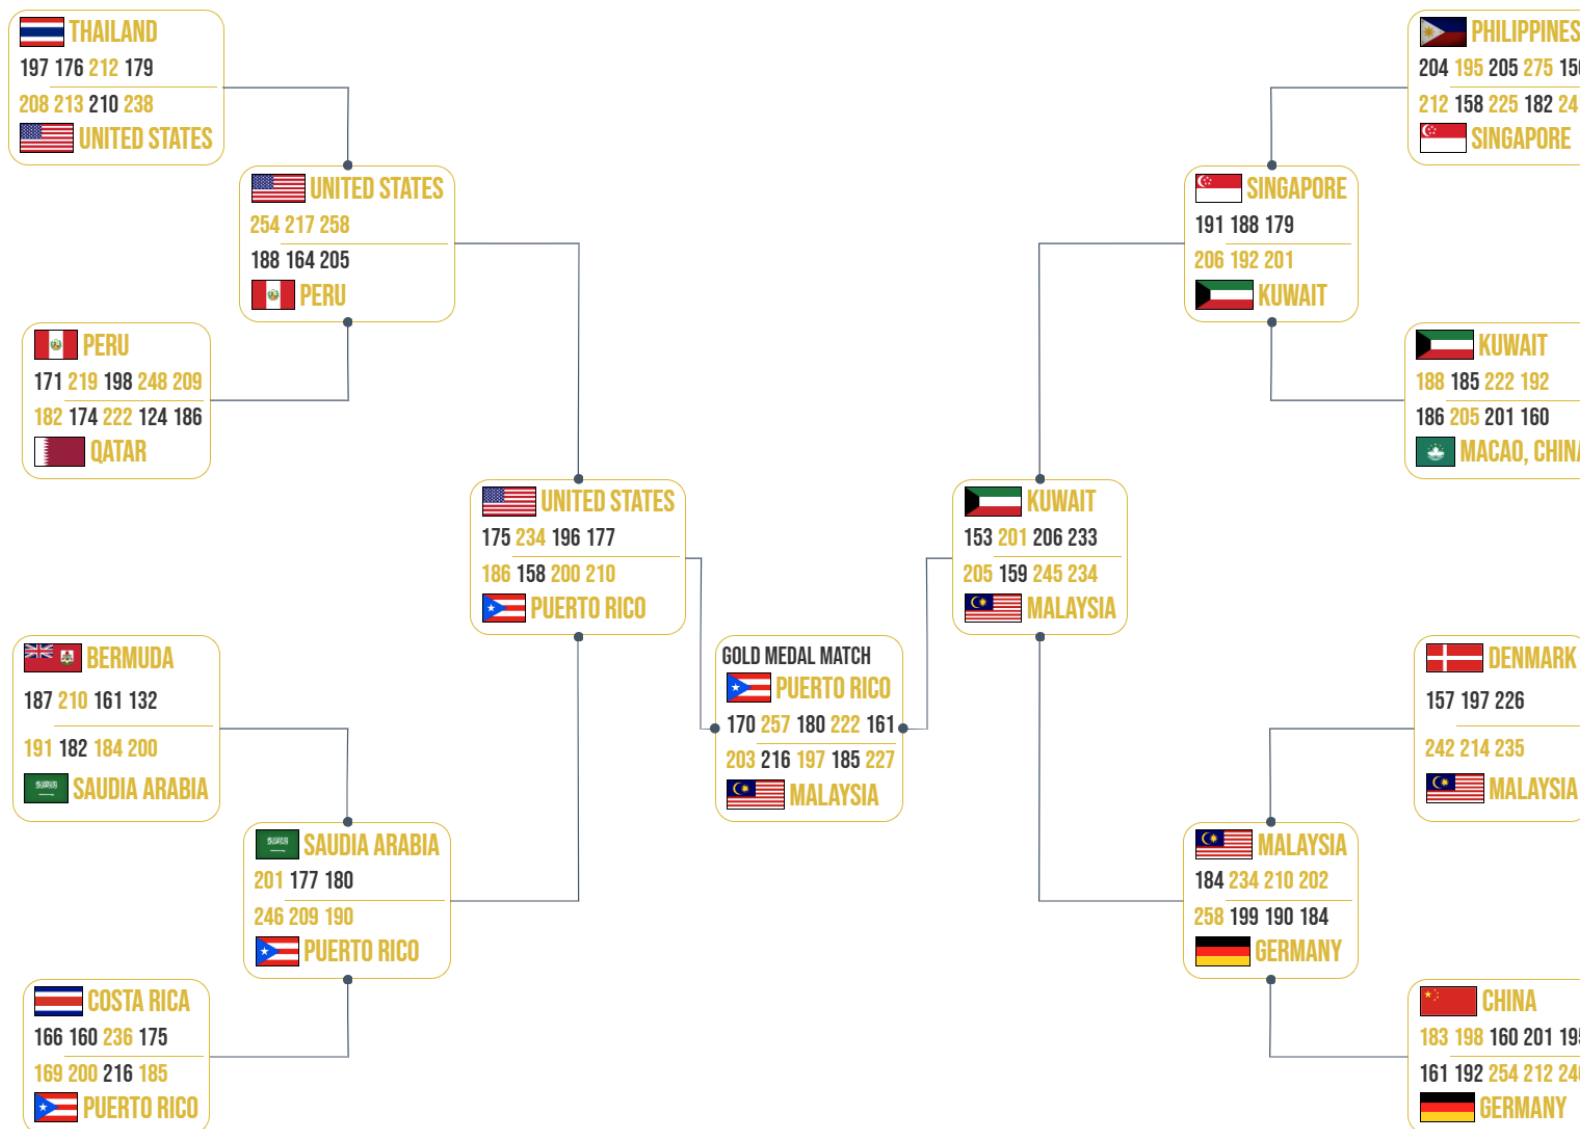 THAILAND
197 176 212 179
208 213 210 238
UNITED STATES
PERU
171 219 198 248 209
182 174 222 124 186
QATAR
BERMUDA
187 210 161 132
191 182 184 200
SAUDIA ARABIA
COSTA RICA
166 160 236 175
169 200 216 185
PUERTO RICO
UNITED STATES
254 217 258
188 164 205
PERU
SAUDIA ARABIA
201 177 180
246 209 190
PUERTO RICO
UNITED STATES
175 234 196 177
186 158 200 210
PUERTO RICO
GOLD MEDAL MATCH
PUERTO RICO
170 257 180 222 161
203 216 197 185 227
MALAYSIA
KUWAIT
153 201 206 233
205 159 245 234
MALAYSIA
SINGAPORE
191 188 179
206 192 201
KUWAIT
MALAYSIA
184 234 210 202
258 199 190 184
GERMANY
PHILIPPINES
204 195 205 275
212 158 225 182
SINGAPORE
KUWAIT
188 185 222 192
186 205 201 160
MACAO, CHINA
DENMARK
157 197 226
242 214 235
MALAYSIA
CHINA
183 198 160 201 195
161 192 254 212
GERMANY